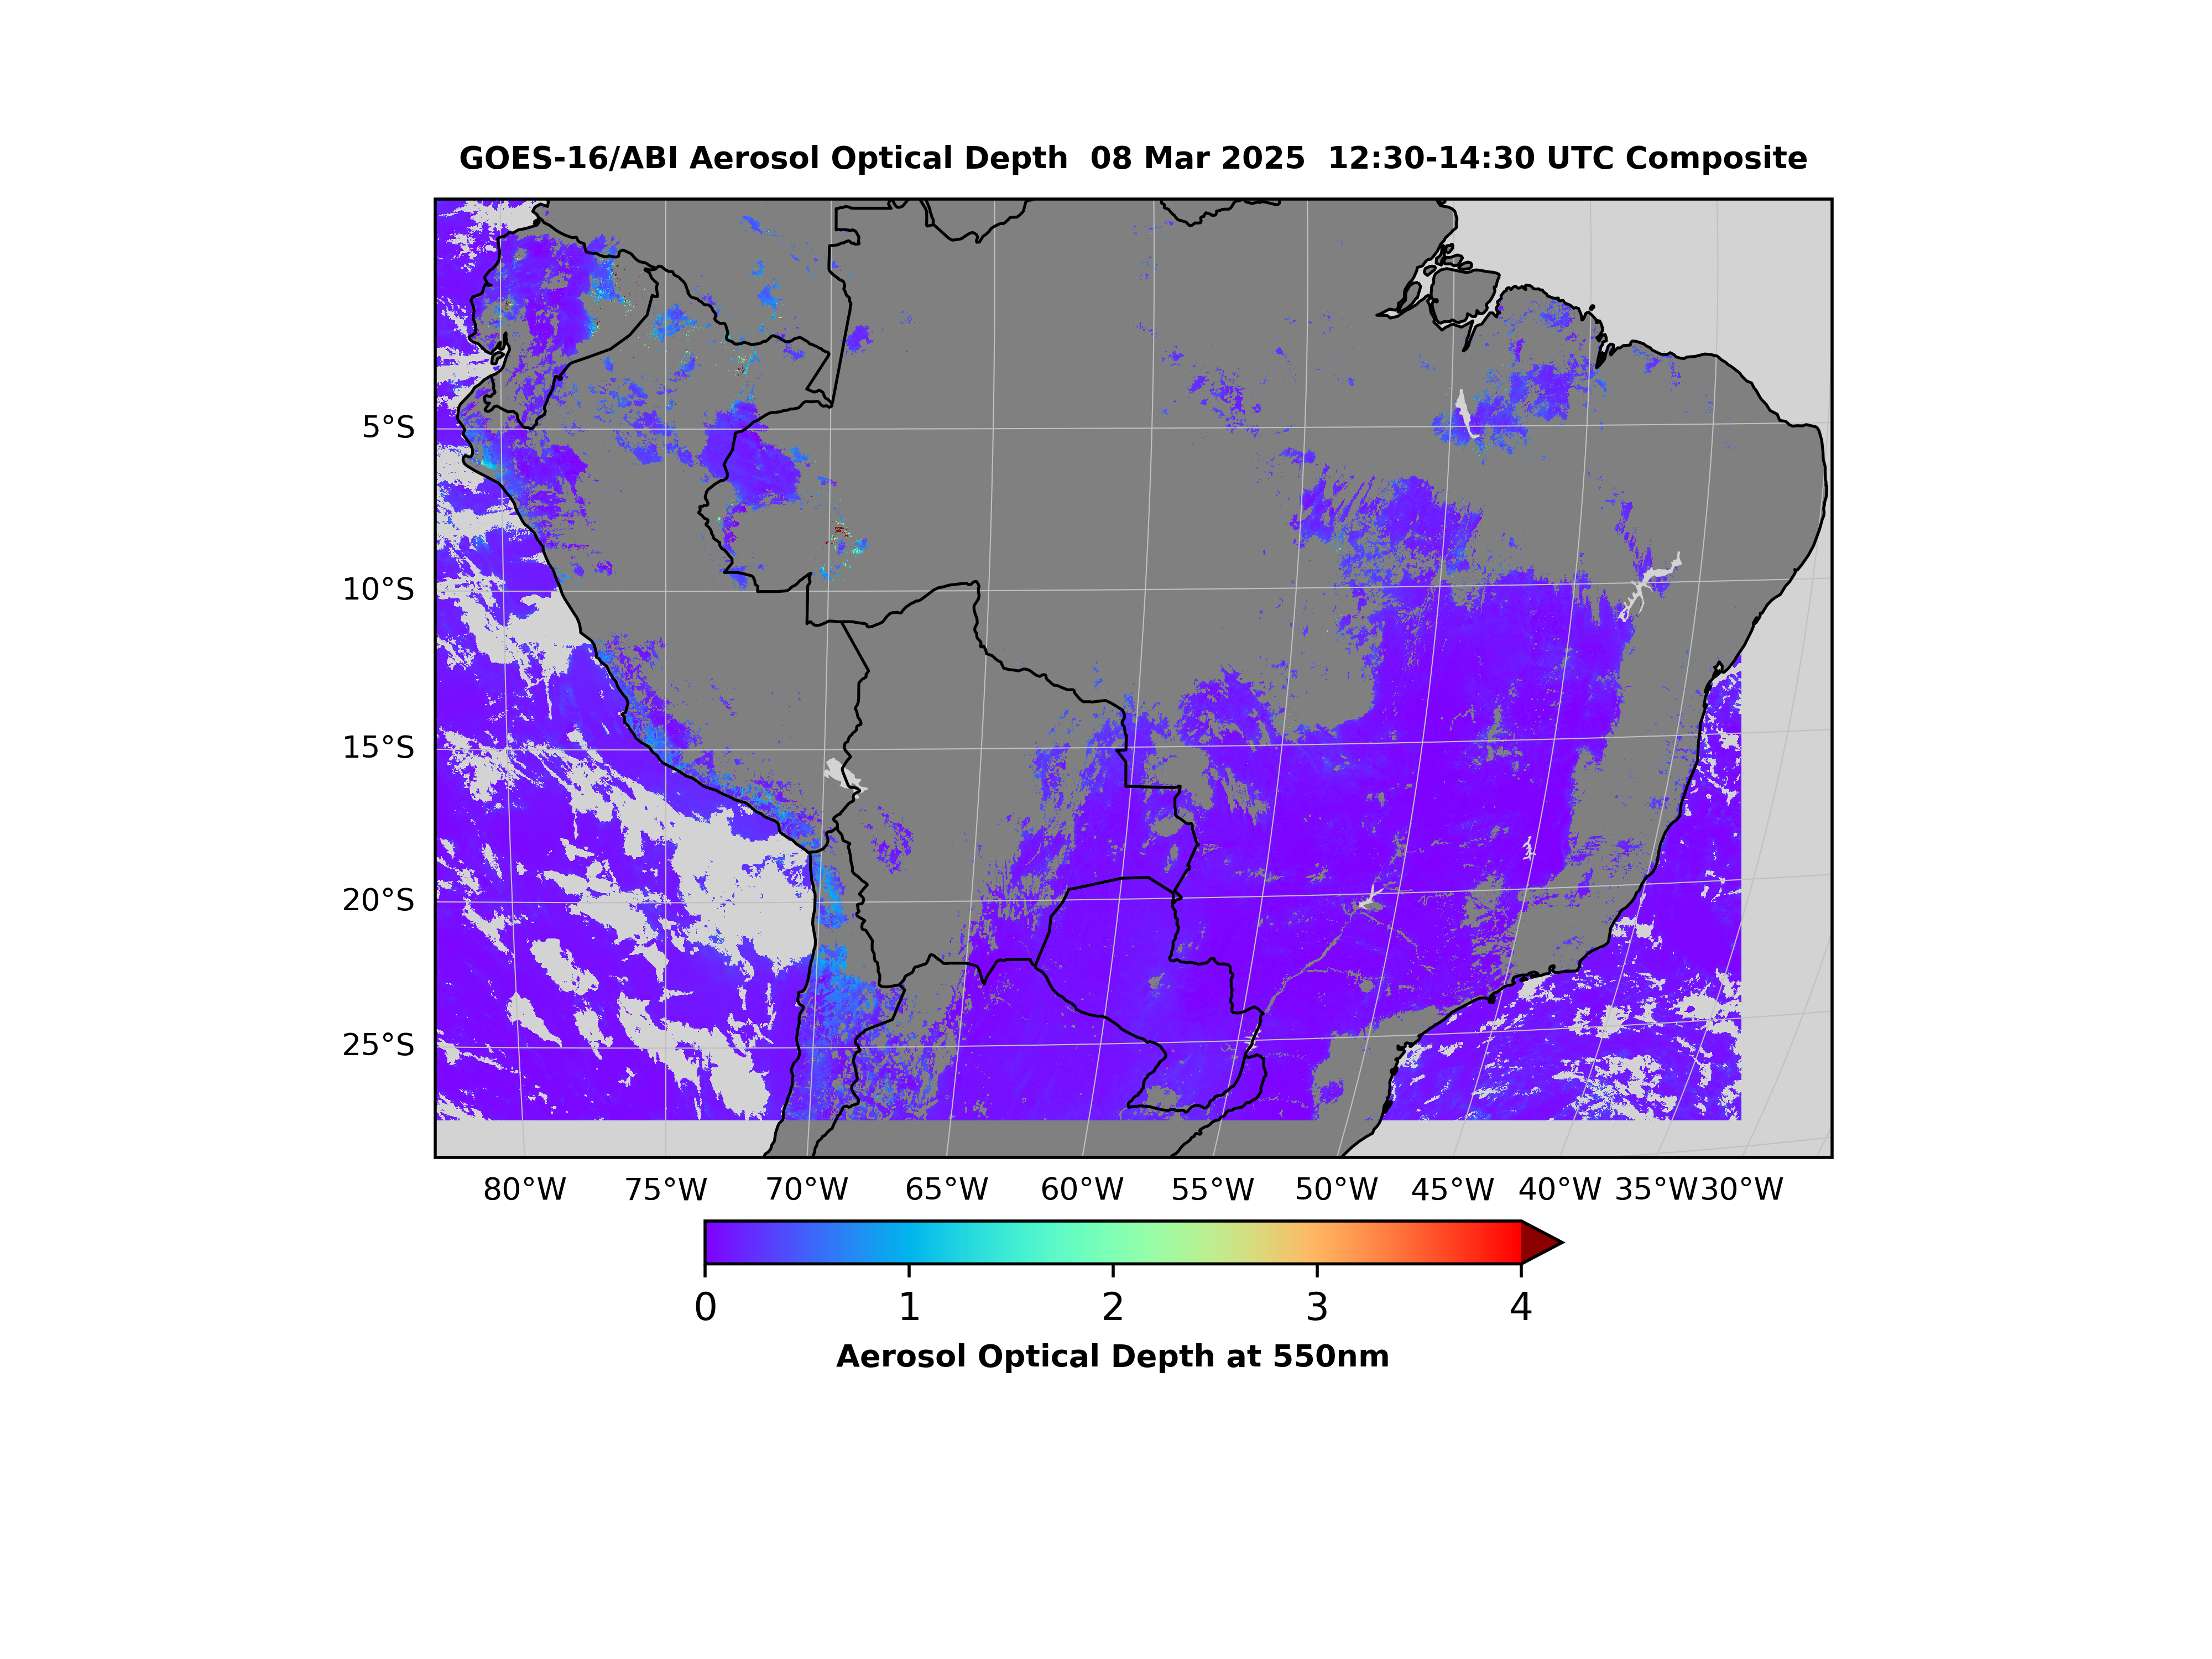 GOES-16/ABI Aerosol Optical Depth  08 Mar 2025  12:30-14:30 UTC Composite
5°S
10°S
15°S
20°S
25°S
80°W 75°W 70°W 65°W 60°W 55°W 50°W 45°W 40°W 35°W 30°W
0 1 2 3 4
Aerosol Optical Depth at 550nm